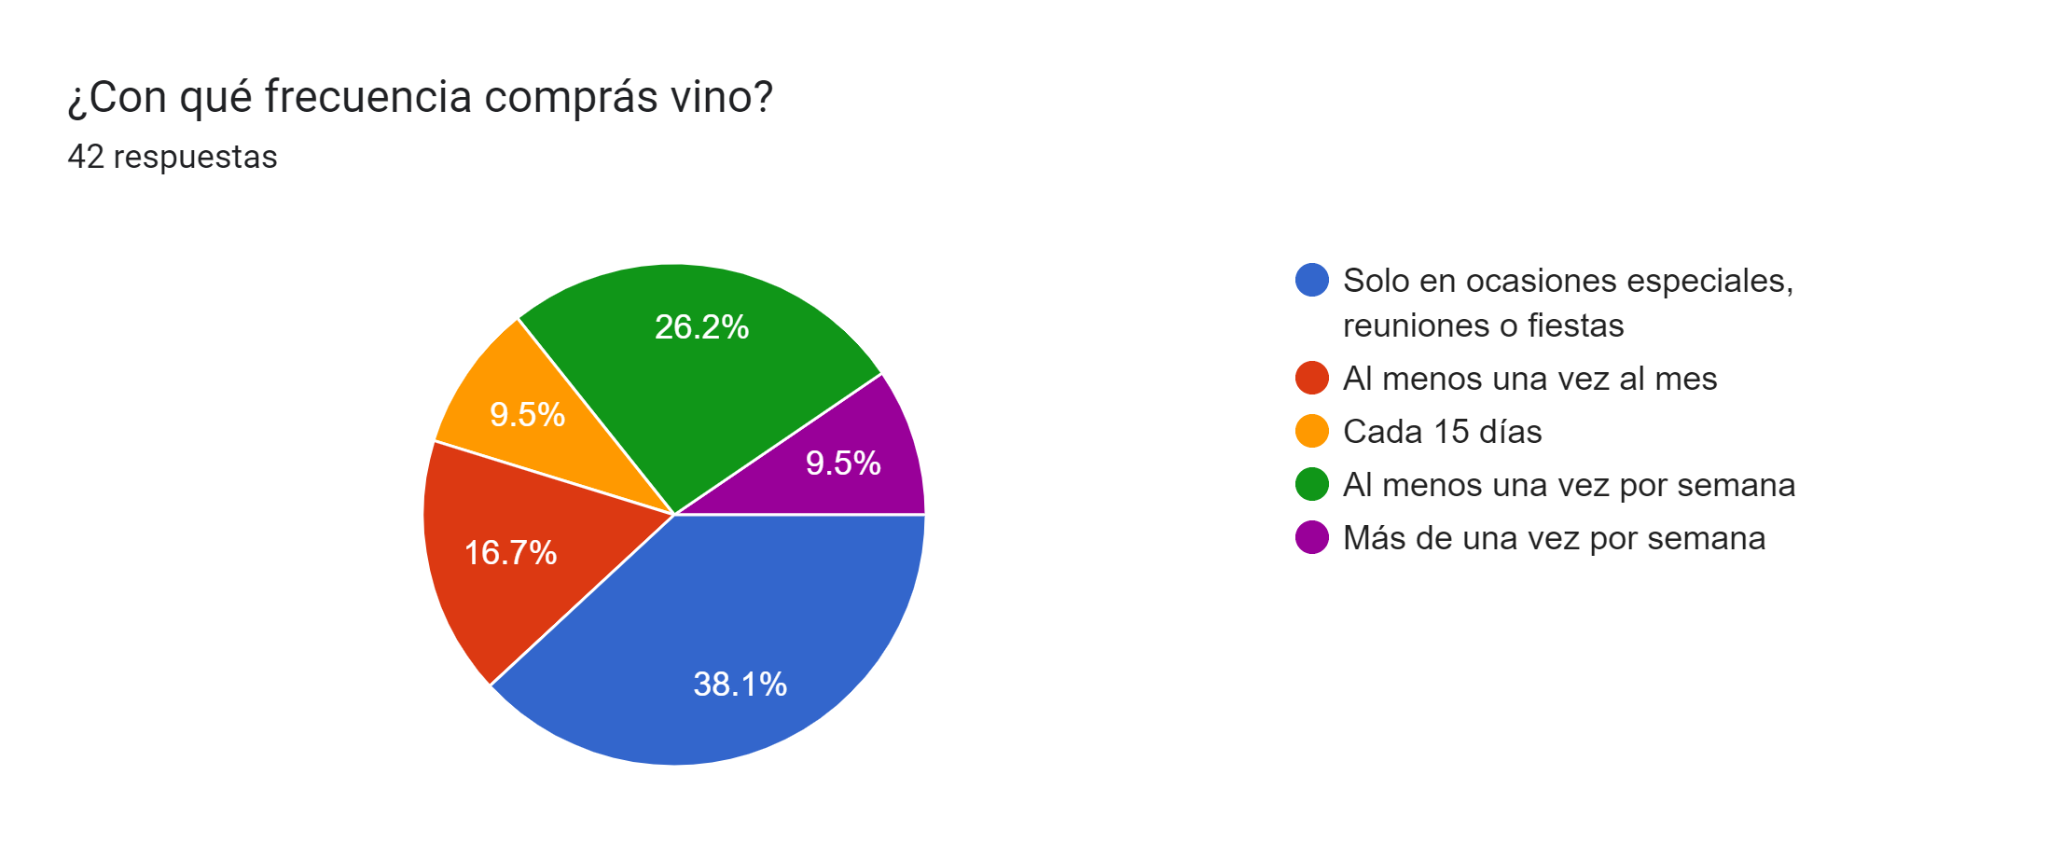 ¿Con qué frecuencia comprás vino?
42 respuestas
26.2%
9.5%
9.5%
16.7%
38.1%
Solo en ocasiones especiales,
reuniones o fiestas
Al menos una vez al mes
Cada 15 días
Al menos una vez por semana
Más de una vez por semana